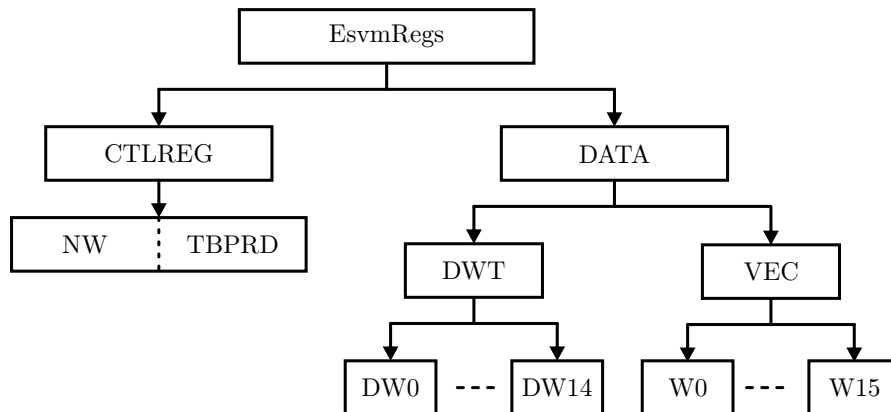 EsvmRegs
CTLREG
DATA
NW TBPRD
DWT
VEC
DW0 DW14 W0 W15